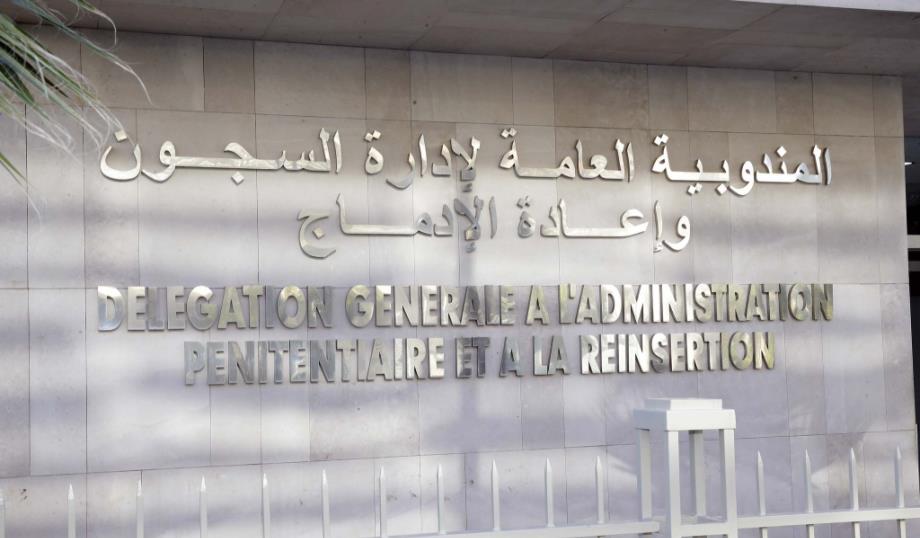 المندوبية العامة لإدارة السجون
وإعادة الإدماج
DELEGATION GENERALE A L'ADMINISTRATION
PENITENTIAIRE ET A LA REINSERTION